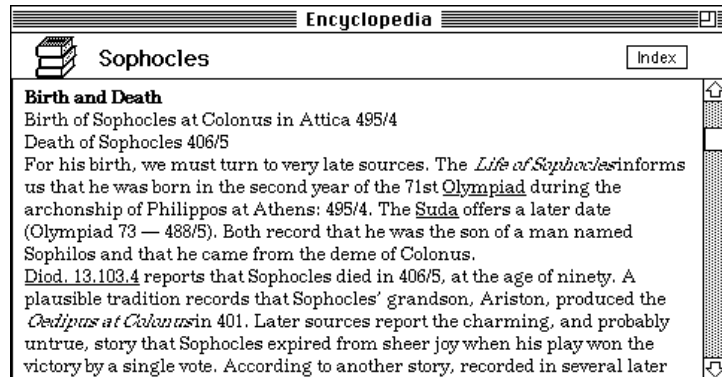 Encyclopedia
Sophocles
Index
Birth and Death
Birth of Sophocles at Colonus in Attica 495/4
Death of Sophocles 406/5
For his birth, we must turn to very late sources. The Life of Sophocles informs
us that he was born in the second year of the 71st Olympiad during the
archonship of Philippos at Athens: 495/4. The Suda offers a later date
(Olympiad 73 — 488/5). Both record that he was the son of a man named
Sophilos and that he came from the deme of Colonus.
Diod. 13.103.4 reports that Sophocles died in 406/5, at the age of ninety. A
plausible tradition records that Sophocles’ grandson, Ariston, produced the
Oedipus at Colonus in 401. Later sources report the charming, and probably
untrue, story that Sophocles expired from sheer joy when his play won the
victory by a single vote. According to another story, recorded in several later